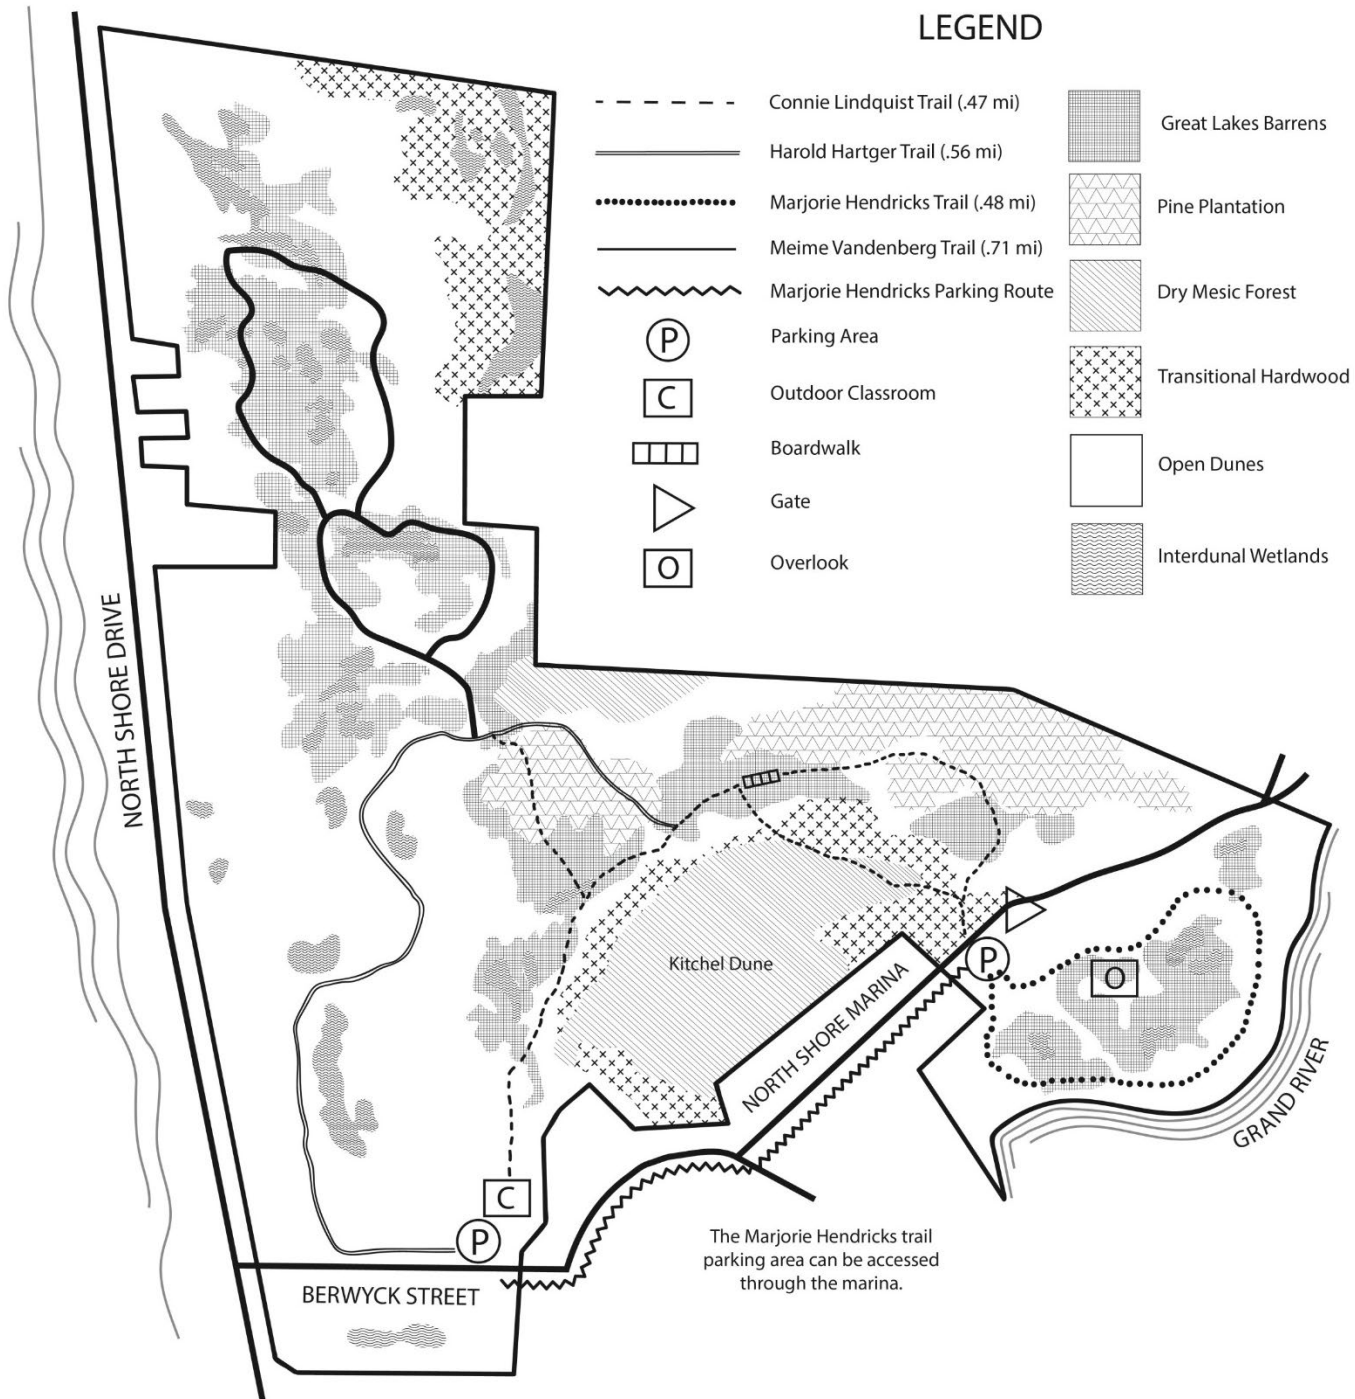 LEGEND
Connie Lindquist Trail (.47 mi)
Harold Hartger Trail (.56 mi)
Marjorie Hendricks Trail (.48 mi)
Meime Vandenberg Trail (.71 mi)
Marjorie Hendricks Parking Route
P
Parking Area
C
Outdoor Classroom
Boardwalk
Gate
O
Overlook
Great Lakes Barrens
Pine Plantation
Dry Mesic Forest
Transitional Hardwood
Open Dunes
Interdunal Wetlands
NORTH SHORE DRIVE
Kitchel Dune
NORTH SHORE MARINA
P
O
GRAND RIVER
C
P
BERWYCK STREET
The Marjorie Hendricks trail
parking area can be accessed
through the marina.